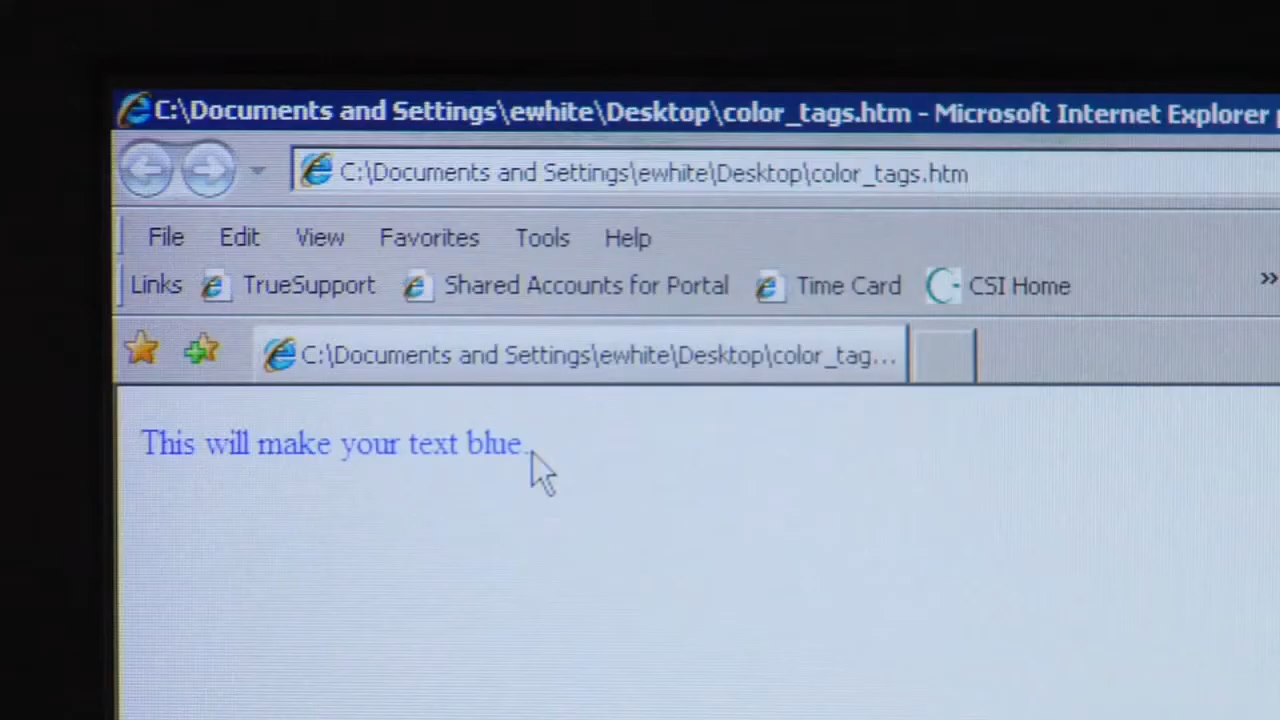 C:\Documents and Settings\ewhite\Desktop\color_tags.htm - Microsoft Internet Explorer
C:\Documents and Settings\ewhite\Desktop\color_tags.htm
File Edit View Favorites Tools Help
Links TrueSupport Shared Accounts for Portal Time Card CSI Home »
C:\Documents and Settings\ewhite\Desktop\color_tag...
This will make your text blue.